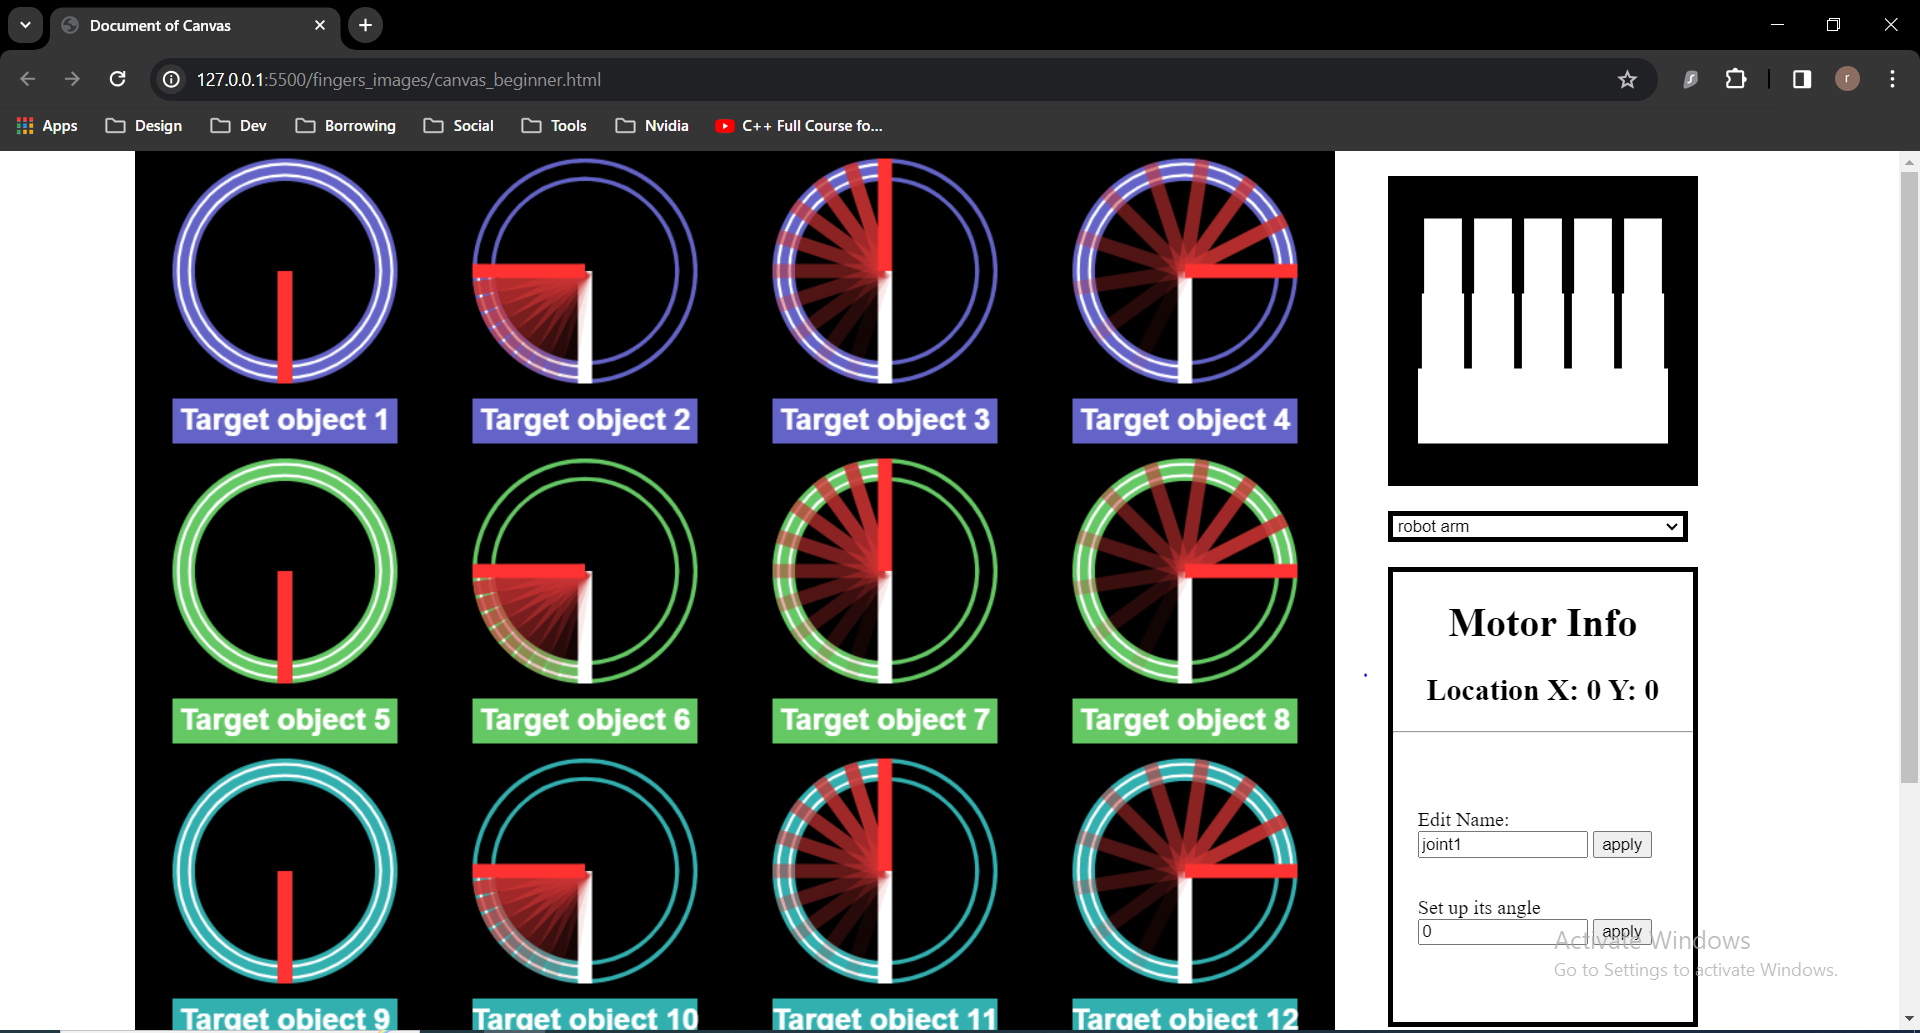 Document of Canvas
127.0.0.1:5500/fingers_images/canvas_beginner.html
r
Apps Design Dev Borrowing Social Tools Nvidia C++ Full Course fo...
Target object 1 Target object 2 Target object 3 Target object 4
robot arm
Motor Info
Location X: 0 Y: 0
Target object 5 Target object 6 Target object 7 Target object 8
Edit Name:
joint1 apply
Set up its angle
0 apply
Activate Windows
Go to Settings to activate Windows.
Target object 9 Target object 10 Target object 11 Target object 12